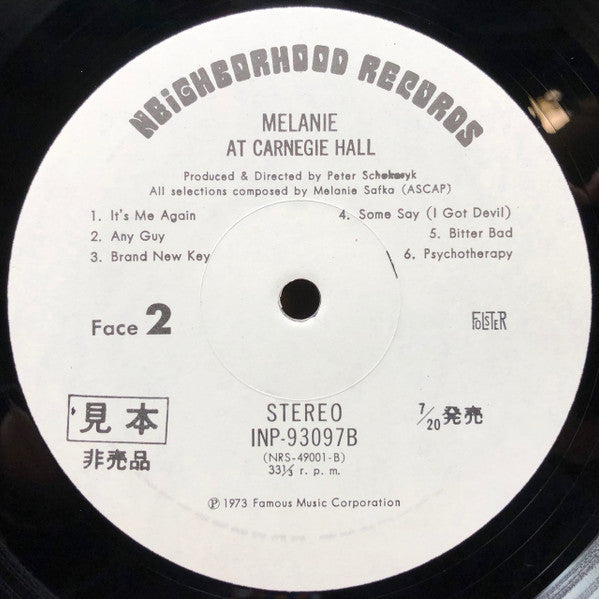 NEIGHBORHOOD RECORDS
MELANIE
AT CARNEGIE HALL
Produced & Directed by Peter Schekeryk
All selections composed by Melanie Safka (ASCAP)
1. It's Me Again
2. Any Guy
3. Brand New Key
4. Some Say (I Got Devil)
5. Bitter Bad
6. Psychotherapy
Face 2
FOLSTER
見本
非売品
STEREO
INP-93097B
(NRS-49001-B)
33⅓ r. p. m.
7/20 発売
Ⓟ 1973 Famous Music Corporation